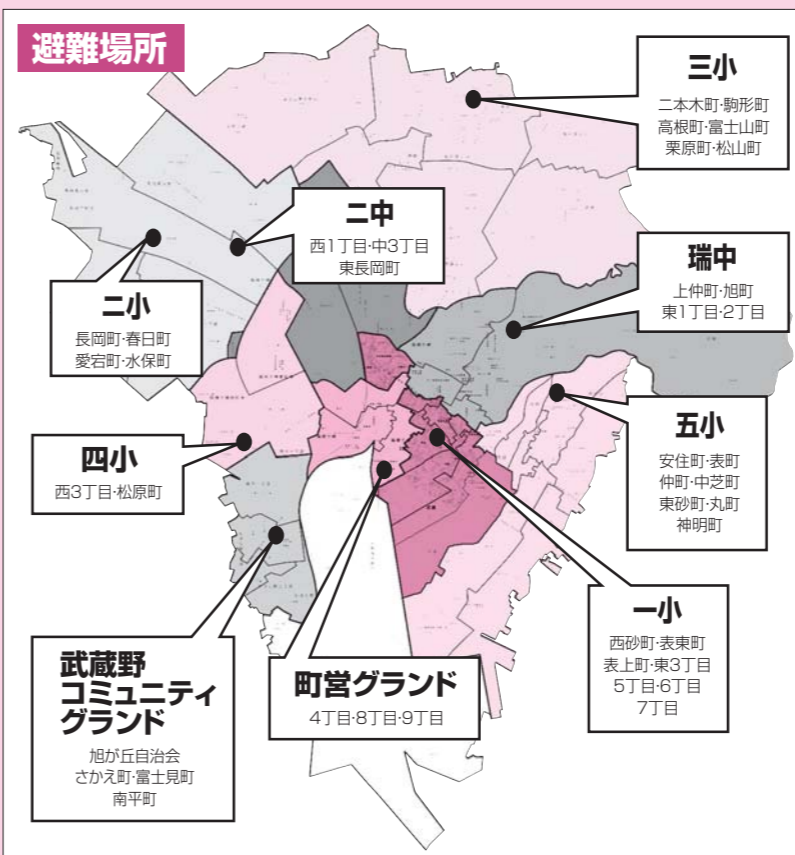 避難場所
三小
二本木町･駒形町
高根町･富士山町
栗原町･松山町
二中
西1丁目･中3丁目
東長岡町
瑞中
上仲町･旭町
東1丁目･2丁目
二小
長岡町･春日町
愛宕町･水保町
五小
安住町･表町
仲町･中芝町
東砂町･丸町
神明町
四小
西3丁目･松原町
一小
西砂町･表東町
表上町･東3丁目
5丁目･6丁目
7丁目
武蔵野
コミュニティ
グランド
旭が丘自治会
さかえ町･富士見町
南平町
町営グランド
4丁目･8丁目･9丁目